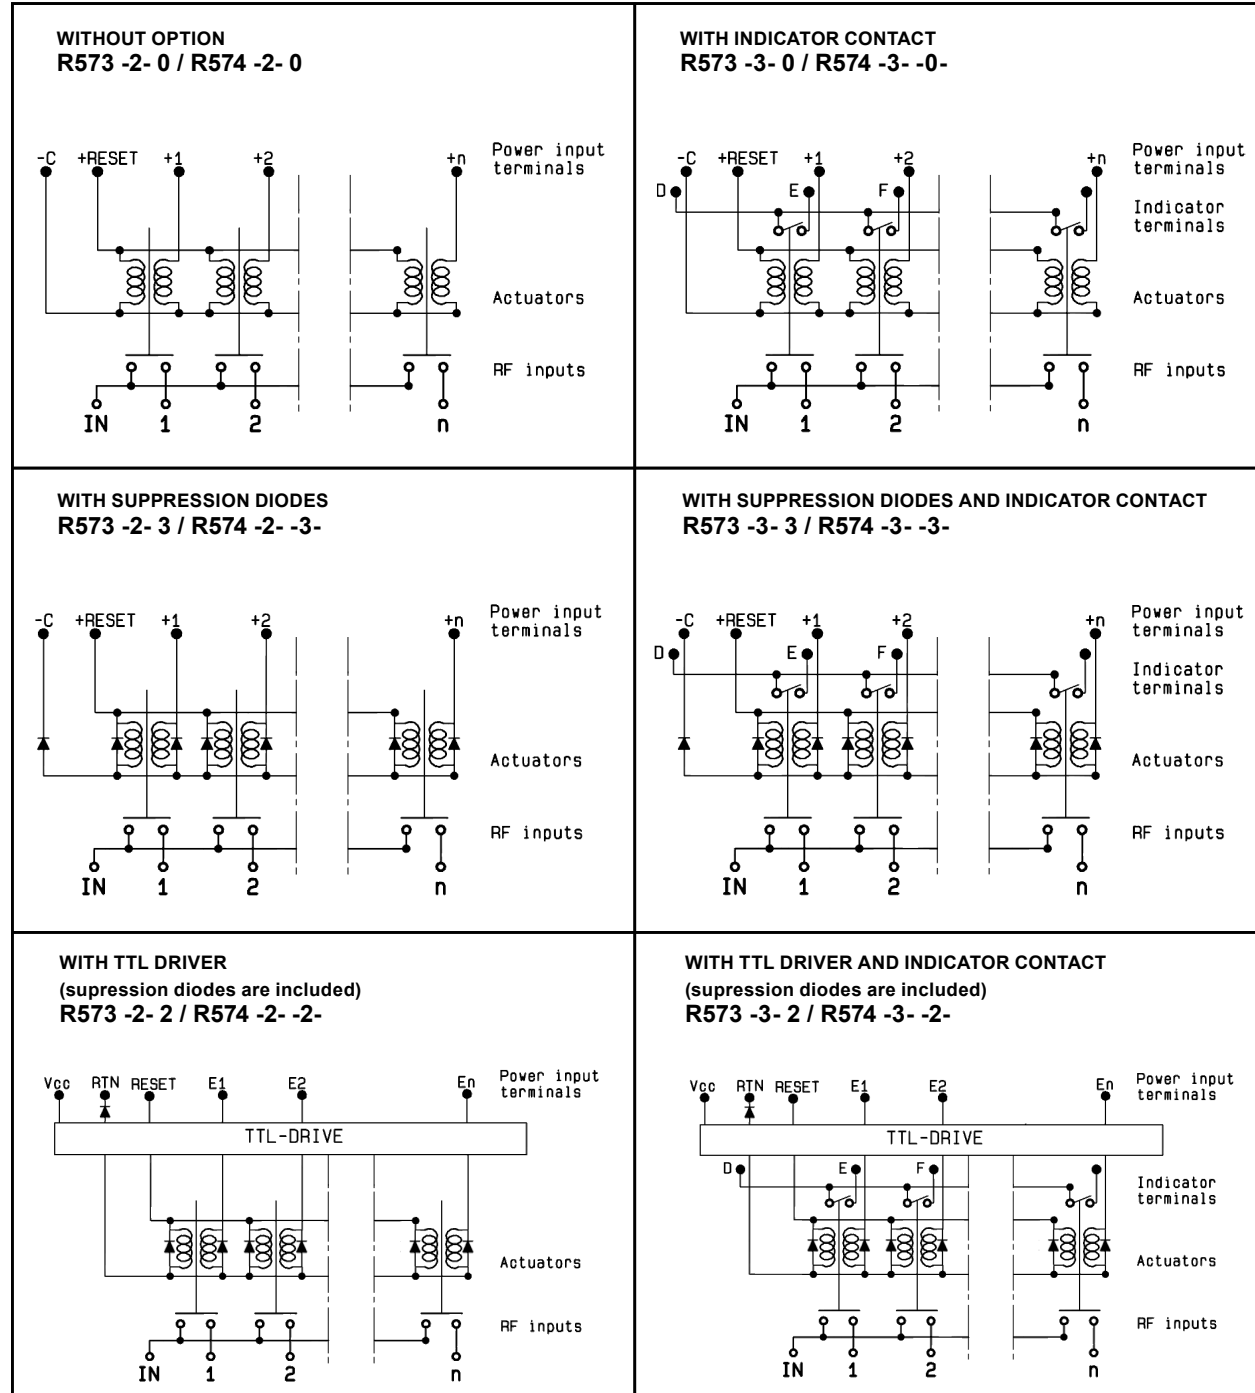 WITHOUT OPTION
R573 -2- 0 / R574 -2- 0
-C +RESET +1 +2 +n
Power input
terminals
Actuators
RF inputs
IN 1 2 n
WITH INDICATOR CONTACT
R573 -3- 0 / R574 -3- -0-
-C +RESET +1 +2 +n
Power input
terminals
D E F
Indicator
terminals
Actuators
RF inputs
IN 1 2 n
WITH SUPPRESSION DIODES
R573 -2- 3 / R574 -2- -3-
-C +RESET +1 +2 +n
Power input
terminals
Actuators
RF inputs
IN 1 2 n
WITH SUPPRESSION DIODES AND INDICATOR CONTACT
R573 -3- 3 / R574 -3- -3-
-C +RESET +1 +2 +n
Power input
terminals
D E F
Indicator
terminals
Actuators
RF inputs
IN 1 2 n
WITH TTL DRIVER
(supression diodes are included)
R573 -2- 2 / R574 -2- -2-
Vcc RTN RESET E1 E2 En
Power input
terminals
TTL-DRIVE
Actuators
RF inputs
IN 1 2 n
WITH TTL DRIVER AND INDICATOR CONTACT
(supression diodes are included)
R573 -3- 2 / R574 -3- -2-
Vcc RTN RESET E1 E2 En
Power input
terminals
TTL-DRIVE
D E F
Indicator
terminals
Actuators
RF inputs
IN 1 2 n